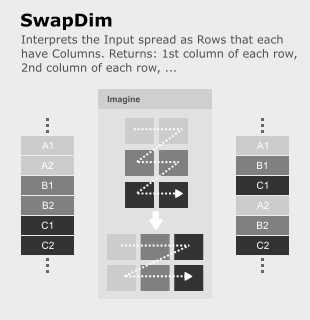 SwapDim
Interprets the Input spread as Rows that each
have Columns. Returns: 1st column of each row,
2nd column of each row, ...
Imagine
A1
A2
B1
B2
C1
C2
A1
B1
C1
A2
B2
C2